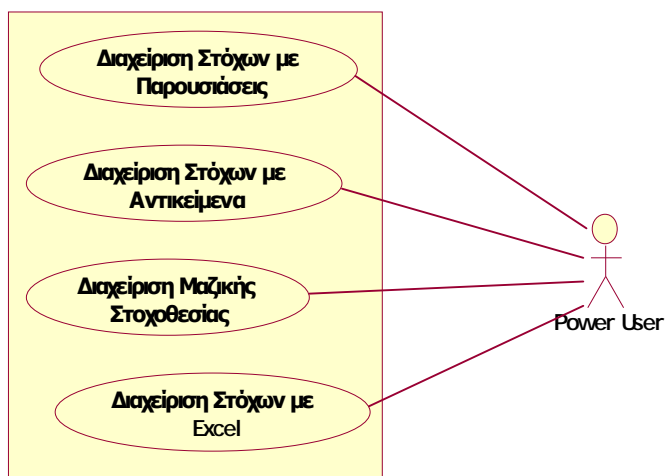 Διαχείριση Στόχων με
Παρουσιάσεις
Διαχείριση Στόχων με
Αντικείμενα
Διαχείριση Μαζικής
Στοχοθεσίας
Διαχείριση Στόχων με
Excel
Power User